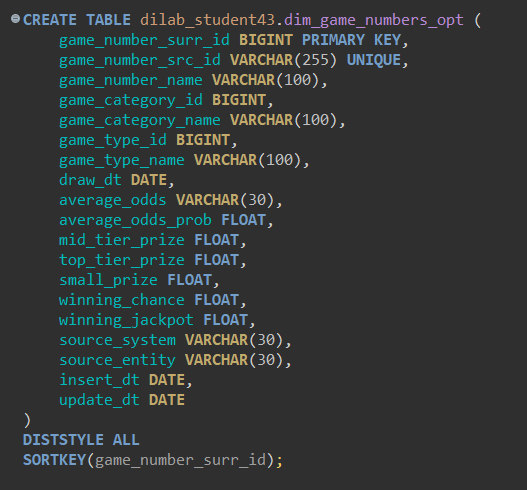 CREATE TABLE dilab_student43.dim_game_numbers_opt (
    game_number_surr_id BIGINT PRIMARY KEY,
    game_number_src_id VARCHAR(255) UNIQUE,
    game_number_name VARCHAR(100),
    game_category_id BIGINT,
    game_category_name VARCHAR(100),
    game_type_id BIGINT,
    game_type_name VARCHAR(100),
    draw_dt DATE,
    average_odds VARCHAR(30),
    average_odds_prob FLOAT,
    mid_tier_prize FLOAT,
    top_tier_prize FLOAT,
    small_prize FLOAT,
    winning_chance FLOAT,
    winning_jackpot FLOAT,
    source_system VARCHAR(30),
    source_entity VARCHAR(30),
    insert_dt DATE,
    update_dt DATE
)
DISTSTYLE ALL
SORTKEY(game_number_surr_id);